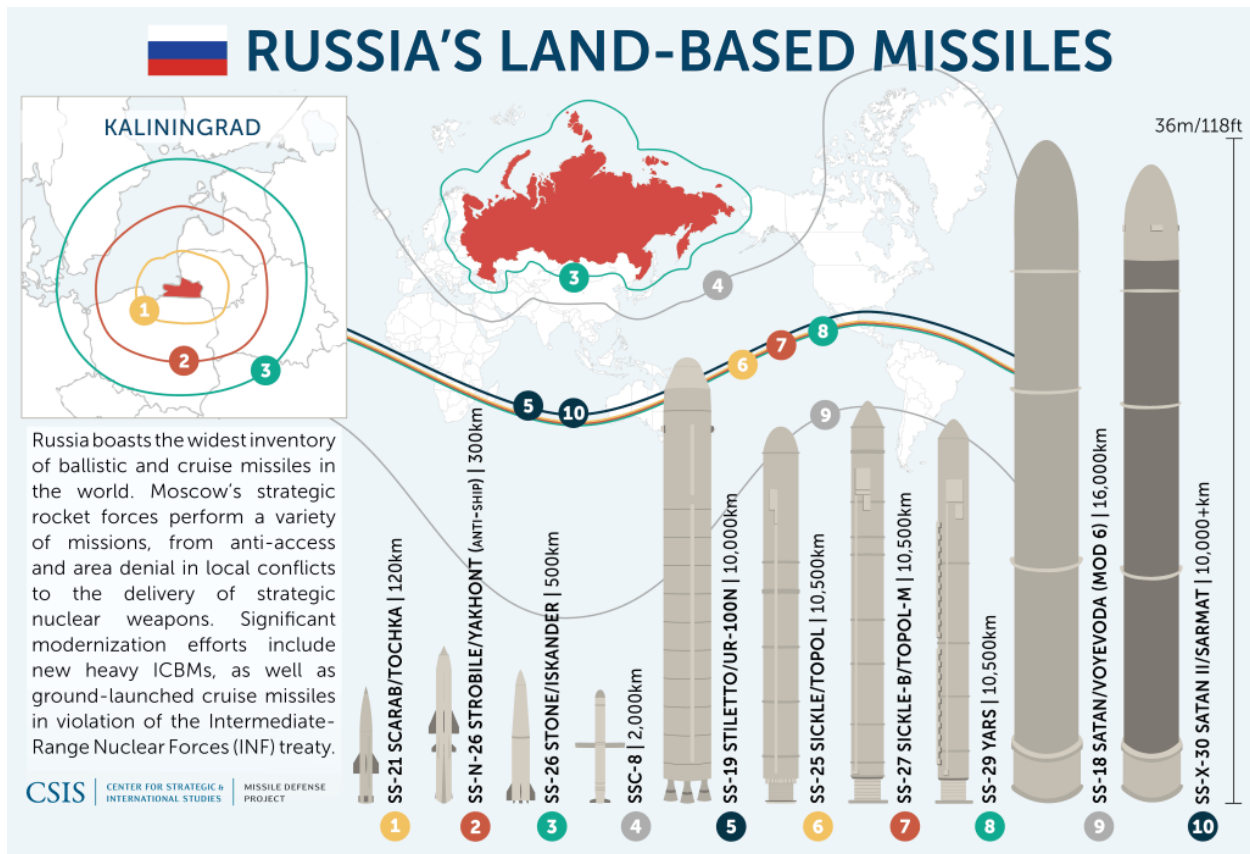 RUSSIA'S LAND-BASED MISSILES
KALININGRAD
1
2
3
3
4
5
10
6
7
8
9
36m/118ft
Russia boasts the widest inventory
of ballistic and cruise missiles in
the world. Moscow's strategic
rocket forces perform a variety
of missions, from anti-access
and area denial in local conflicts
to the delivery of strategic
nuclear weapons. Significant
modernization efforts include
new heavy ICBMs, as well as
ground-launched cruise missiles
in violation of the Intermediate-
Range Nuclear Forces (INF) treaty.
CSIS
CENTER FOR STRATEGIC &
INTERNATIONAL STUDIES
MISSILE DEFENSE
PROJECT
SS-21 SCARAB/TOCHKA | 120km
1
SS-N-26 STROBILE/YAKHONT (ANTI-SHIP) | 300km
2
SS-26 STONE/ISKANDER | 500km
3
SSC-8 | 2,000km
4
SS-19 STILETTO/UR-100N | 10,000km
5
SS-25 SICKLE/TOPOL | 10,500km
6
SS-27 SICKLE-B/TOPOL-M | 10,500km
7
SS-29 YARS | 10,500km
8
SS-18 SATAN/VOYEVODA (MOD 6) | 16,000km
9
SS-X-30 SATAN II/SARMAT | 10,000+km
10